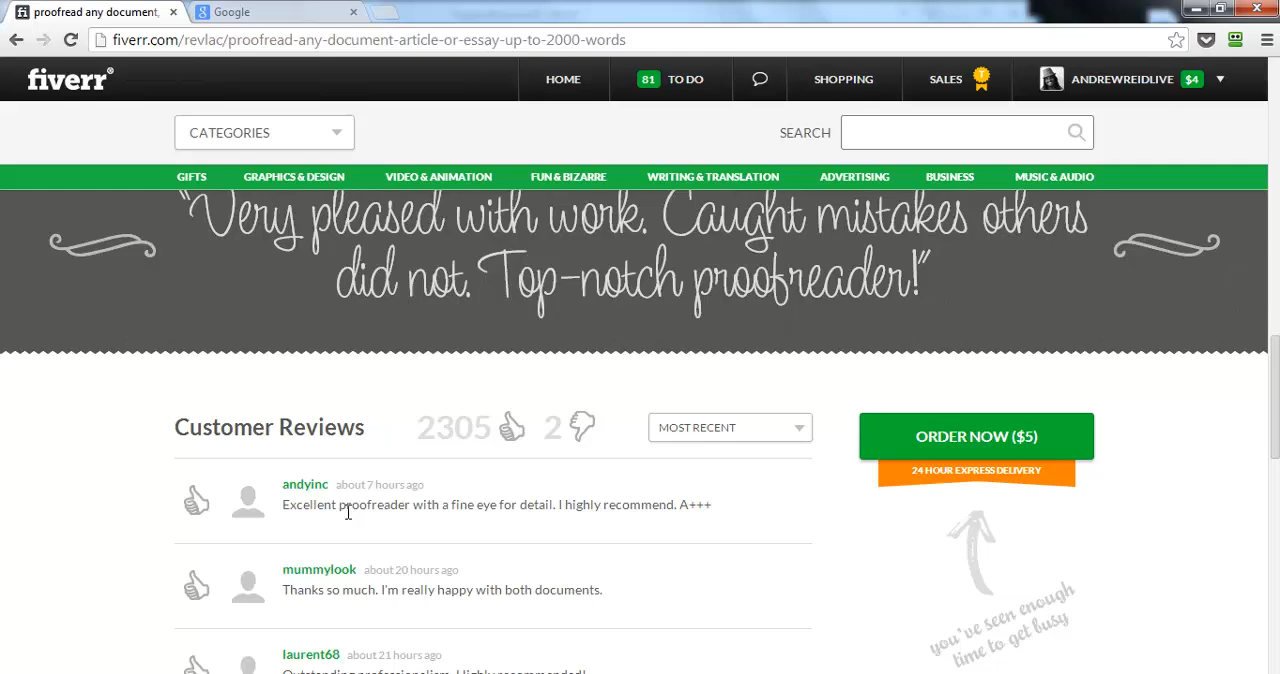 proofread any document,
Google
fiverr.com/revlac/proofread-any-document-article-or-essay-up-to-2000-words
fiverr®
HOME
81 TO DO
SHOPPING
SALES
ANDREWREIDLIVE $4
CATEGORIES
SEARCH
GIFTS GRAPHICS & DESIGN VIDEO & ANIMATION FUN & BIZARRE WRITING & TRANSLATION ADVERTISING BUSINESS MUSIC & AUDIO
"Very pleased with work. Caught mistakes others
did not. Top-notch proofreader!"
Customer Reviews 2305 2 MOST RECENT
ORDER NOW ($5)
24 HOUR EXPRESS DELIVERY
andyinc about 7 hours ago
Excellent proofreader with a fine eye for detail. I highly recommend. A+++
mummylook about 20 hours ago
Thanks so much. I'm really happy with both documents.
you've seen enough
time to get busy
laurent68 about 21 hours ago
Outstanding professionalism. Highly recommended!